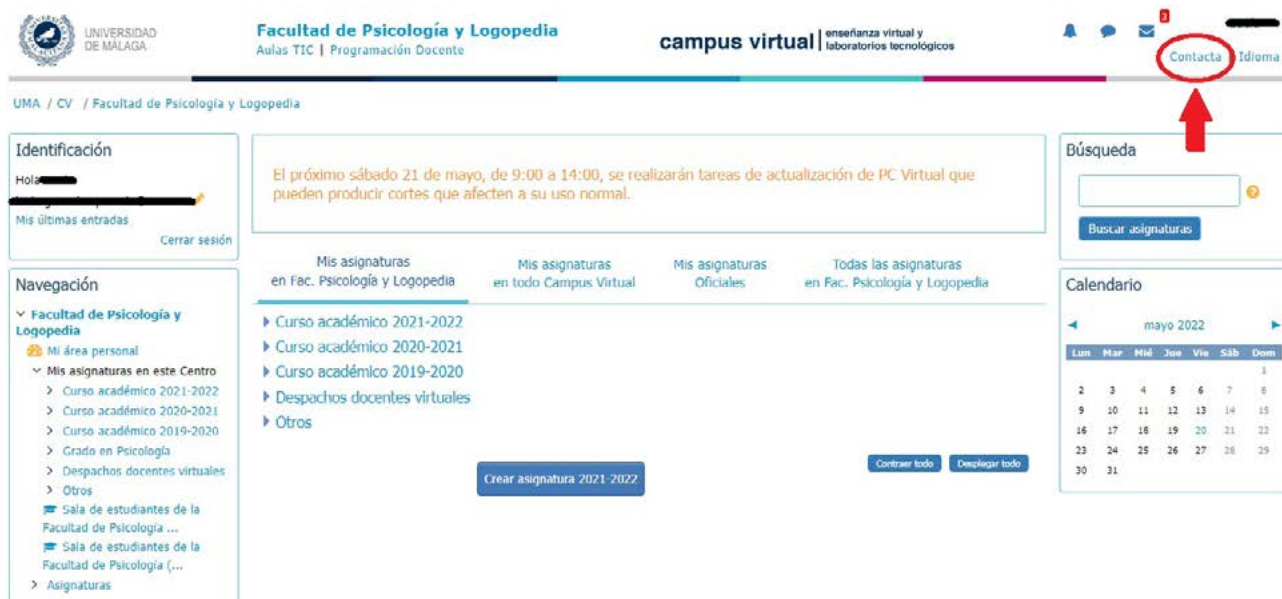 UNIVERSIDAD
DE MÁLAGA
Facultad de Psicología y Logopedia
Aulas TIC | Programación Docente
campus virtual
enseñanza virtual y
laboratorios tecnológicos
3
Contacta
Idioma
UMA / CV / Facultad de Psicología y Logopedia
Identificación
Hola
Mis últimas entradas
Cerrar sesión
Navegación
Facultad de Psicología y
Logopedia
Mi área personal
Mis asignaturas en este Centro
Curso académico 2021-2022
Curso académico 2020-2021
Curso académico 2019-2020
Grado en Psicología
Despachos docentes virtuales
Otros
Sala de estudiantes de la
Facultad de Psicología ...
Sala de estudiantes de la
Facultad de Psicología (...
Asignaturas
El próximo sábado 21 de mayo, de 9:00 a 14:00, se realizarán tareas de actualización de PC Virtual que
pueden producir cortes que afecten a su uso normal.
Mis asignaturas
en Fac. Psicología y Logopedia
Mis asignaturas
en todo Campus Virtual
Mis asignaturas
Oficiales
Todas las asignaturas
en Fac. Psicología y Logopedia
Curso académico 2021-2022
Curso académico 2020-2021
Curso académico 2019-2020
Despachos docentes virtuales
Otros
Contraer todo
Desplegar todo
Crear asignatura 2021-2022
Búsqueda
Buscar asignaturas
Calendario
mayo 2022
Lun Mar Mié Jue Vie Sáb Dom
1
2 3 4 5 6 7 8
9 10 11 12 13 14 15
16 17 18 19 20 21 22
23 24 25 26 27 28 29
30 31